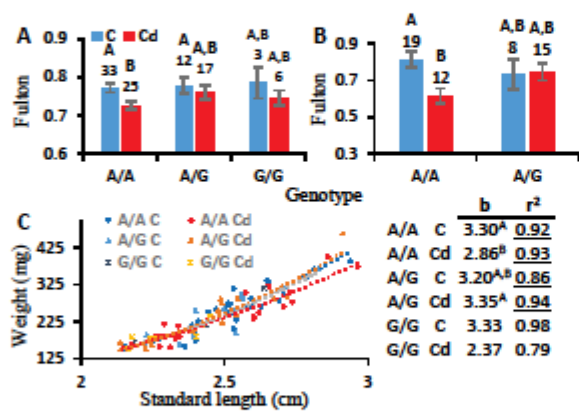 A
C Cd
Fulton
0.9
0.8
0.7
0.6
A
33
B
25
A
12
A,B
17
A,B
3
A,B
6
A/A A/G G/G
B
Fulton
0.9
0.7
0.5
0.3
A
19
B
12
A,B
8
A,B
15
A/A A/G
Genotype
C
A/A C A/A Cd
A/G C A/G Cd
G/G C G/G Cd
Weight (mg)
425
325
225
125
2 2.5 3
Standard length (cm)
b r²
A/A C 3.30ᴬ 0.92
A/A Cd 2.86ᴮ 0.93
A/G C 3.20ᴬ,ᴮ 0.86
A/G Cd 3.35ᴬ 0.94
G/G C 3.33 0.98
G/G Cd 2.37 0.79